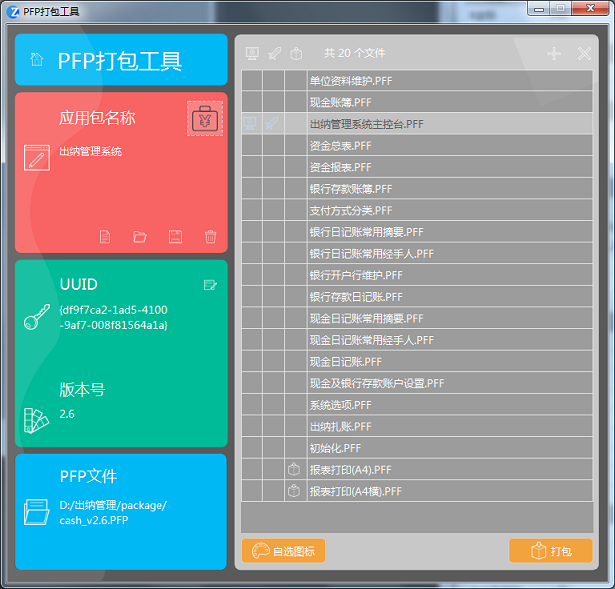 PFP打包工具
PFP打包工具
应用包名称
出纳管理系统
UUID
{df9f7ca2-1ad5-4100
-9af7-008f81564a1a}
版本号
2.6
PFP文件
D:/出纳管理/package/
cash_v2.6.PFP
共 20 个文件
单位资料维护.PFF
现金账簿.PFF
出纳管理系统主控台.PFF
资金总表.PFF
资金报表.PFF
银行存款账簿.PFF
支付方式分类.PFF
银行日记账常用摘要.PFF
银行日记账常用经手人.PFF
银行开户行维护.PFF
银行存款日记账.PFF
现金日记账常用摘要.PFF
现金日记账常用经手人.PFF
现金日记账.PFF
现金及银行存款账户设置.PFF
系统选项.PFF
出纳扎账.PFF
初始化.PFF
报表打印(A4).PFF
报表打印(A4横).PFF
自选图标
打包